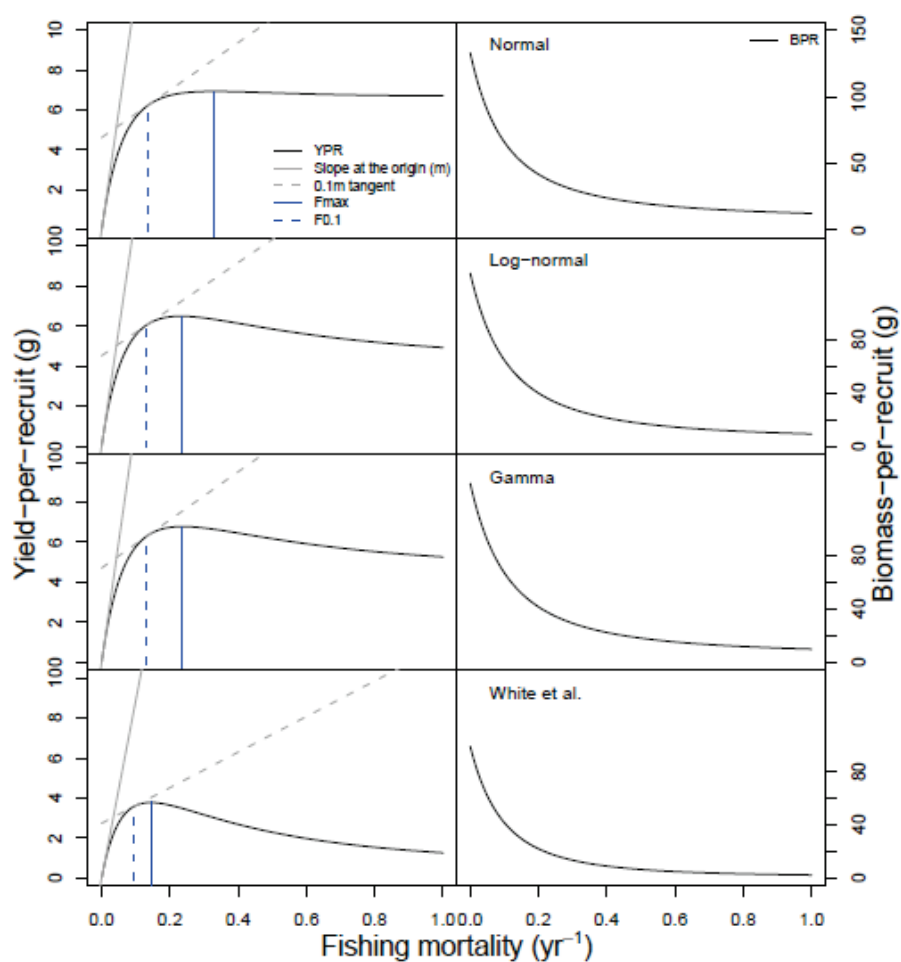 10
8
6
4
2
0
YPR
Slope at the origin (m)
0.1m tangent
Fmax
F0.1
Normal
BPR
150
100
50
0
10
8
6
4
2
0
Log-normal
80
40
0
10
8
6
4
2
0
Gamma
80
40
0
10
8
6
4
2
0
White et al.
80
40
0
Yield-per-recruit (g)
Biomass-per-recruit (g)
0.0 0.2 0.4 0.6 0.8 1.0 0.0 0.2 0.4 0.6 0.8 1.0
Fishing mortality (yr⁻¹)